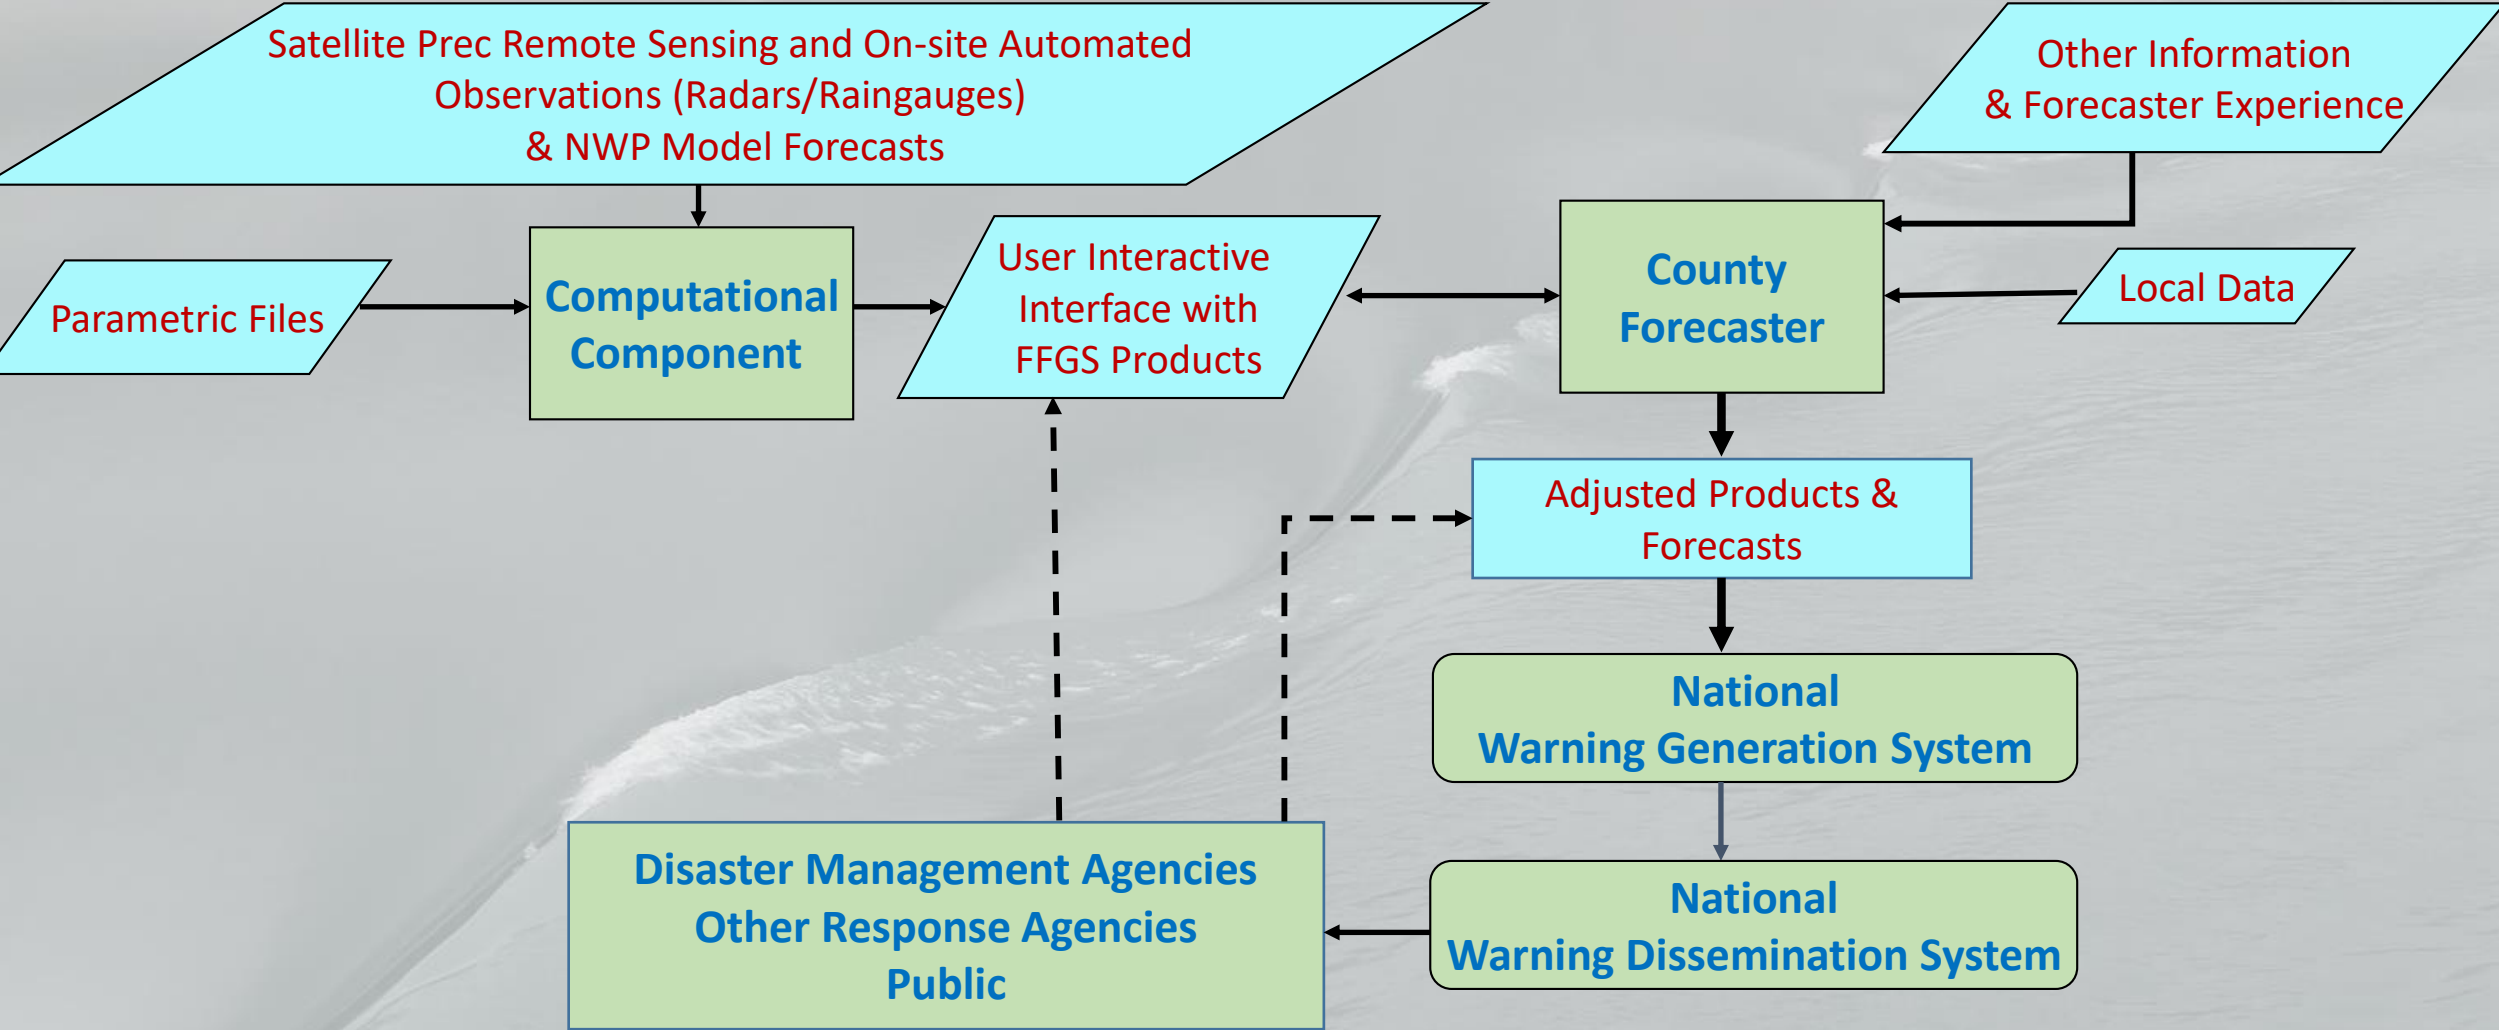 Satellite Prec Remote Sensing and On-site Automated
Observations (Radars/Raingauges)
& NWP Model Forecasts
Other Information
& Forecaster Experience
Parametric Files
Computational
Component
User Interactive
Interface with
FFGS Products
County
Forecaster
Local Data
Adjusted Products &
Forecasts
National
Warning Generation System
National
Warning Dissemination System
Disaster Management Agencies
Other Response Agencies
Public